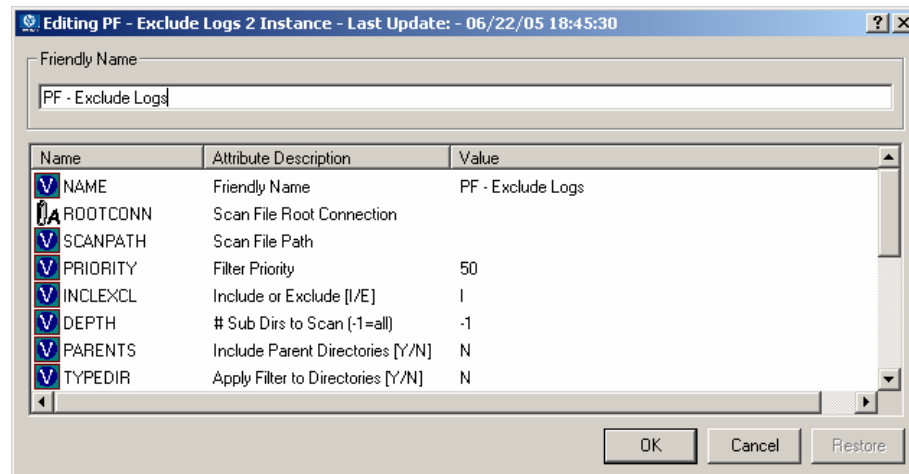 Editing PF - Exclude Logs 2 Instance - Last Update: - 06/22/05 18:45:30
Friendly Name
PF - Exclude Logs
Name Attribute Description Value
V NAME Friendly Name PF - Exclude Logs
A ROOTCONN Scan File Root Connection
V SCANPATH Scan File Path
V PRIORITY Filter Priority 50
V INCLEXCL Include or Exclude [I/E] I
V DEPTH # Sub Dirs to Scan (-1=all) -1
V PARENTS Include Parent Directories [Y/N] N
V TYPEDIR Apply Filter to Directories [Y/N] N
OK Cancel Restore